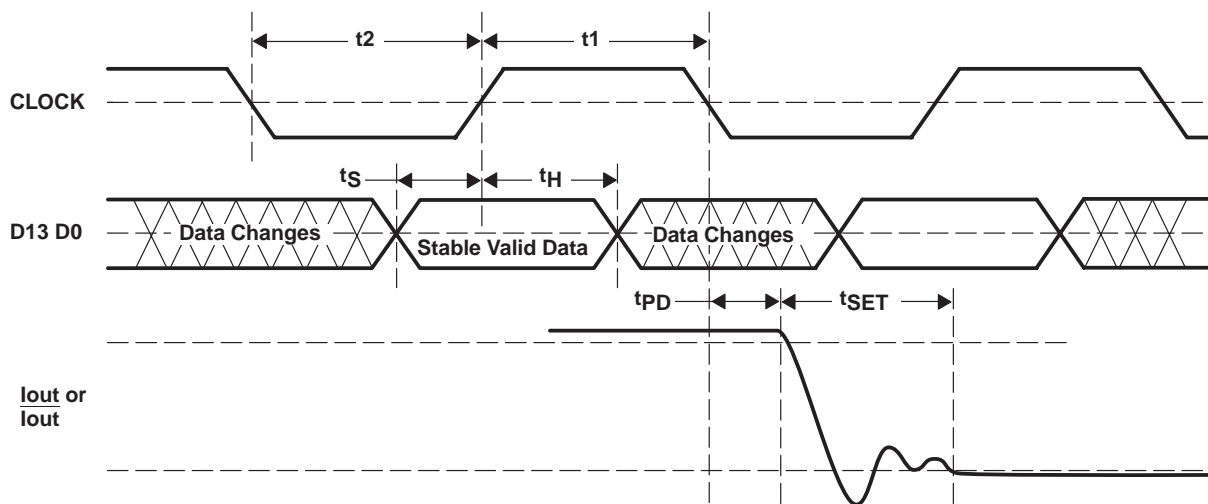 t2
t1
CLOCK
tS
tH
D13 D0
Data Changes
Stable Valid Data
Data Changes
tPD
tSET
Iout or
Iout